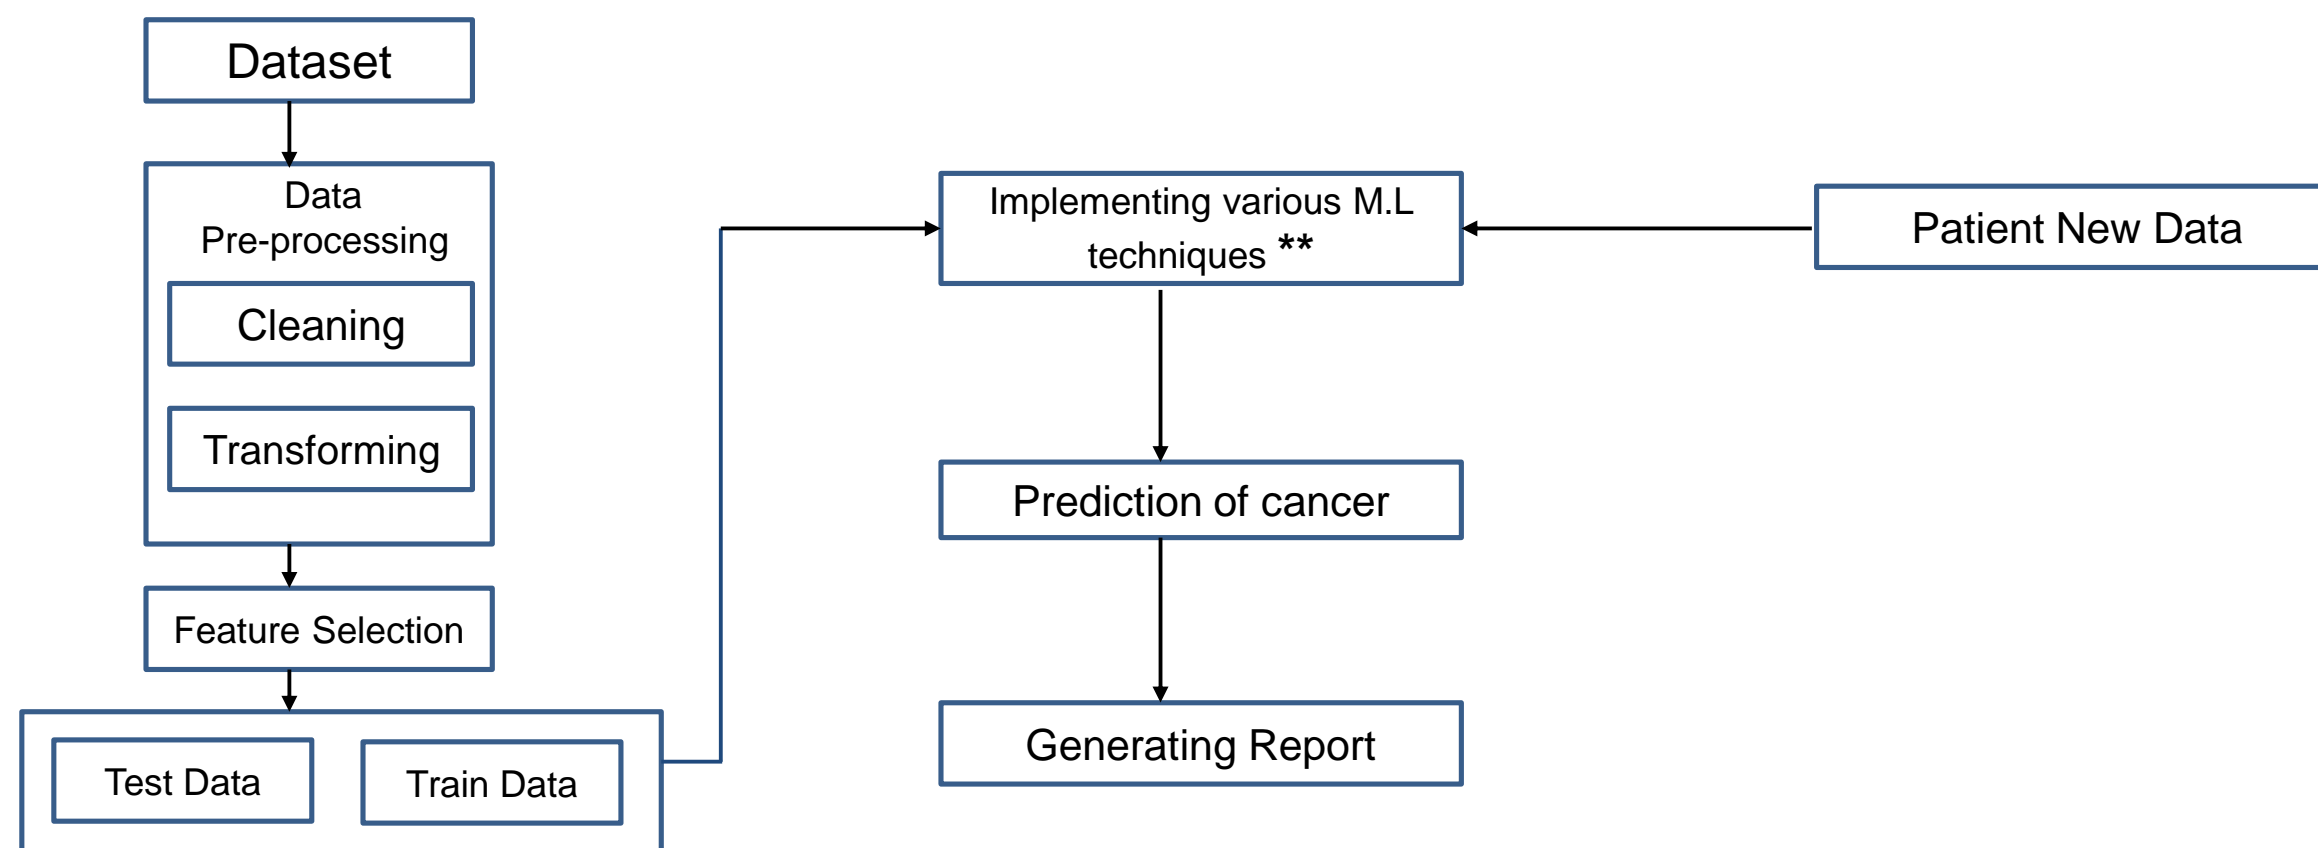 Dataset
Data
Pre-processing
Cleaning
Transforming
Feature Selection
Test Data
Train Data
Implementing various M.L
techniques **
Prediction of cancer
Generating Report
Patient New Data